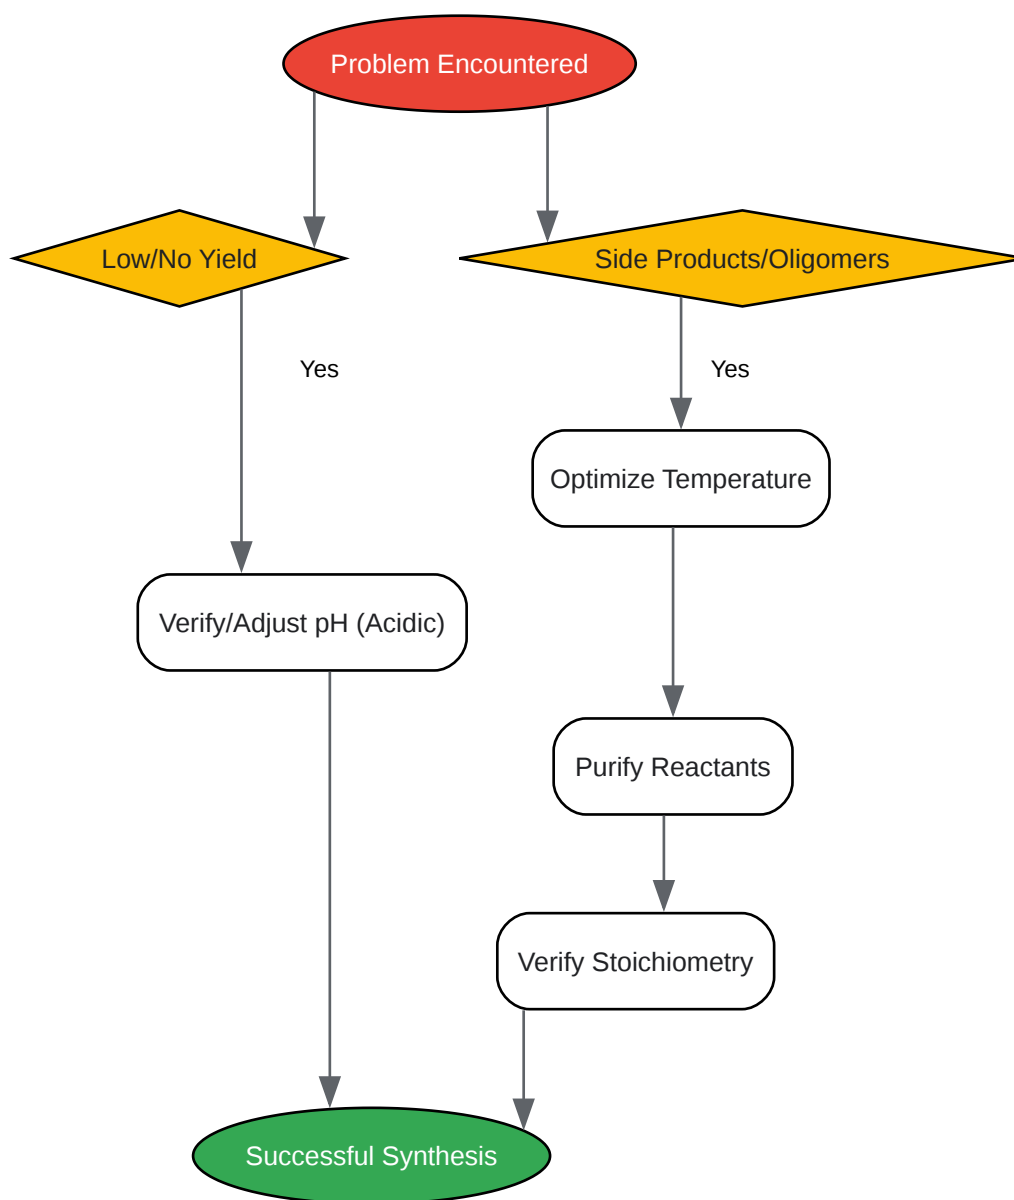 Problem Encountered
Low/No Yield
Side Products/Oligomers
Yes
Yes
Optimize Temperature
Verify/Adjust pH (Acidic)
Purify Reactants
Verify Stoichiometry
Successful Synthesis